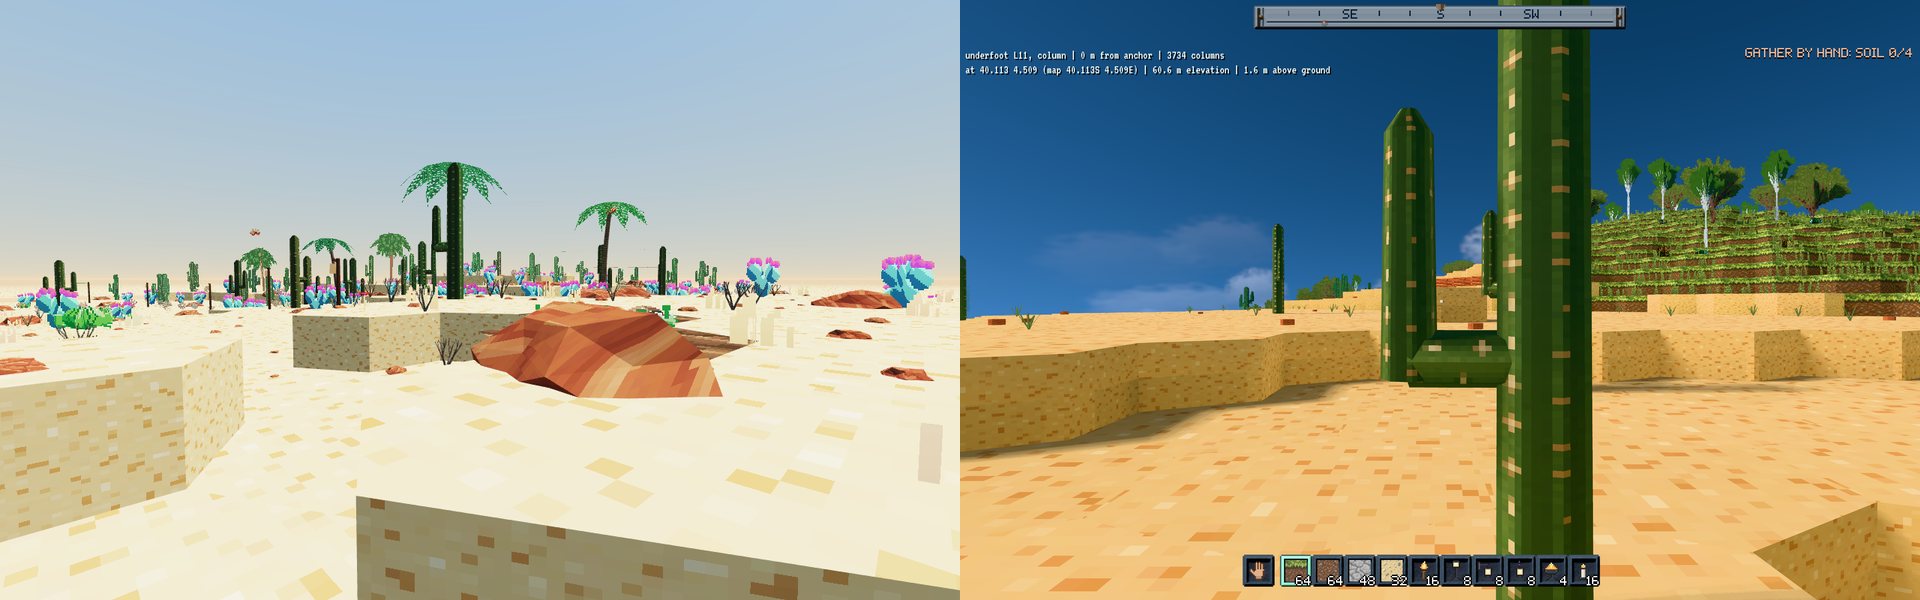 SE S SW
underfoot L11, column | 0 m from anchor | 3734 columns
at 40.113 4.509 (map 40.113S 4.509E) | 60.6 m elevation | 1.6 m above ground
GATHER BY HAND: SOIL 0/4
64 64 48 32 16 8 8 8 4 16